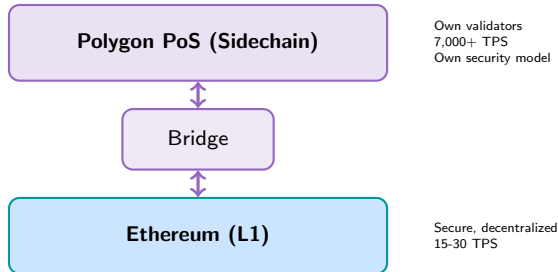 Polygon PoS (Sidechain)
Own validators
7,000+ TPS
Own security model
Bridge
Ethereum (L1)
Secure, decentralized
15-30 TPS